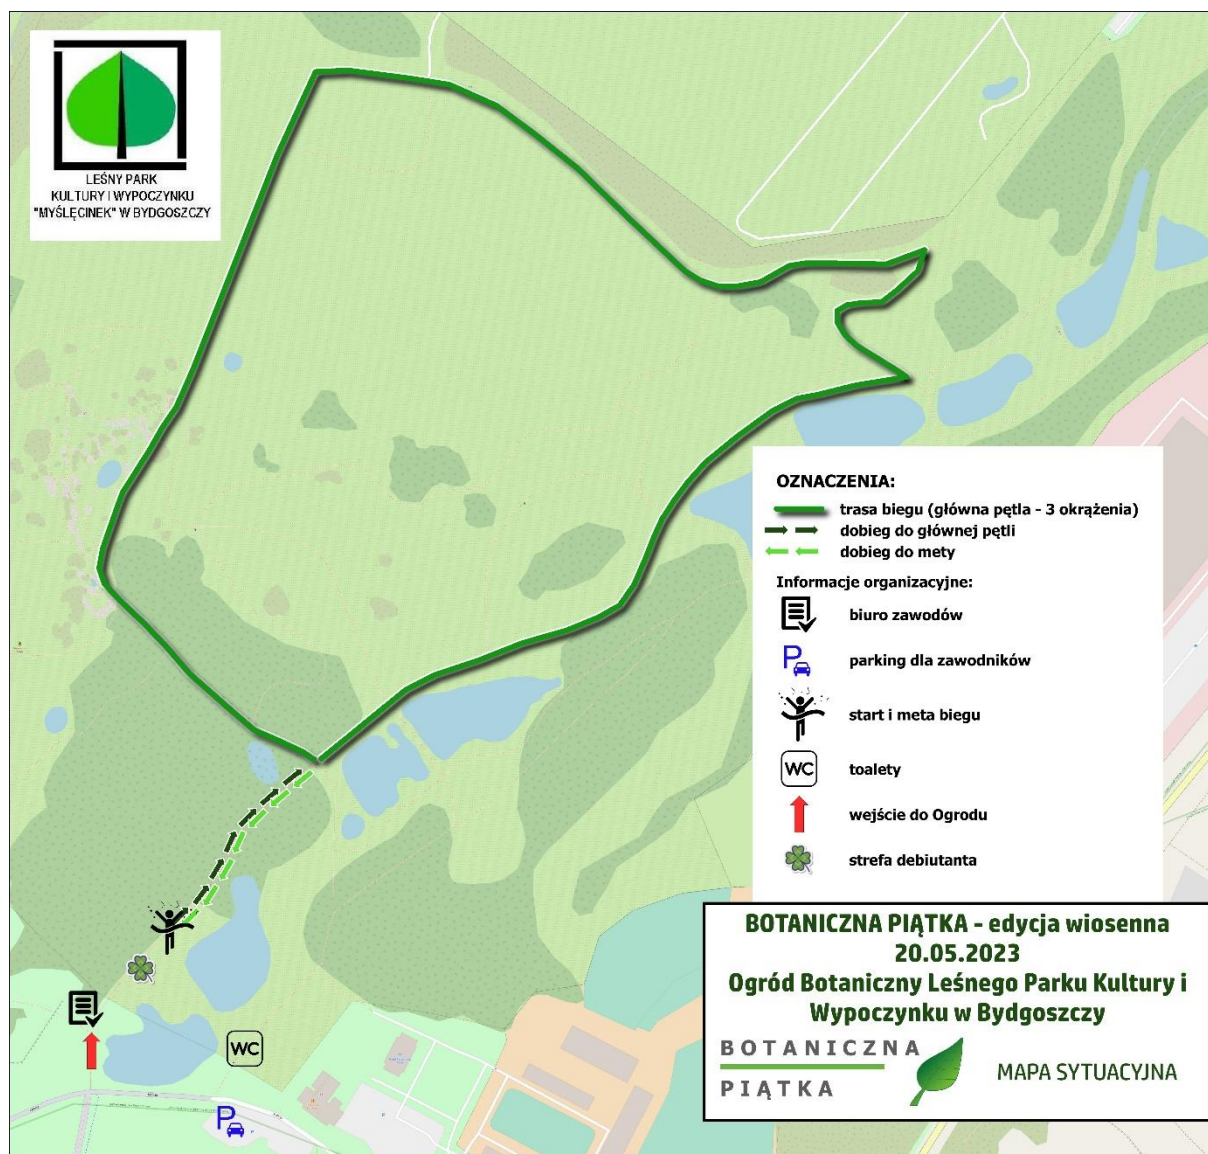 LEŚNY PARK
KULTURY I WYPOCZYNKU
"MYŚLĘCINEK" W BYDGOSZCZY
OZNACZENIA:
trasa biegu (główna pętla - 3 okrążenia)
dobieg do głównej pętli
dobieg do mety
Informacje organizacyjne:
biuro zawodów
P
parking dla zawodników
start i meta biegu
WC
toalety
wejście do Ogrodu
strefa debiutanta
WC
P
BOTANICZNA PIĄTKA - edycja wiosenna
20.05.2023
Ogród Botaniczny Leśnego Parku Kultury i
Wypoczynku w Bydgoszczy
BOTANICZNA
PIĄTKA
MAPA SYTUACYJNA